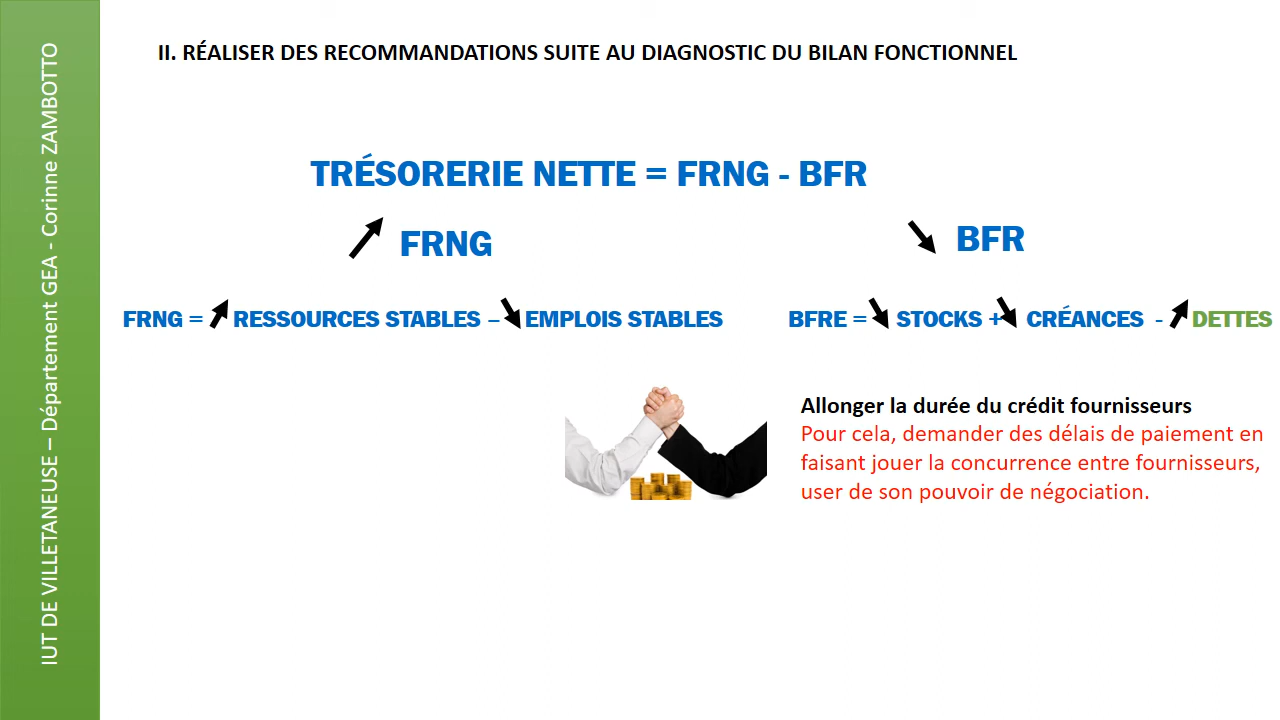 IUT DE VILLETANEUSE – Département GEA - Corinne ZAMBOTTO
II. RÉALISER DES RECOMMANDATIONS SUITE AU DIAGNOSTIC DU BILAN FONCTIONNEL
TRÉSORERIE NETTE = FRNG - BFR
FRNG
BFR
FRNG = RESSOURCES STABLES – EMPLOIS STABLES
BFRE = STOCKS + CRÉANCES - DETTES
Allonger la durée du crédit fournisseurs
Pour cela, demander des délais de paiement en
faisant jouer la concurrence entre fournisseurs,
user de son pouvoir de négociation.